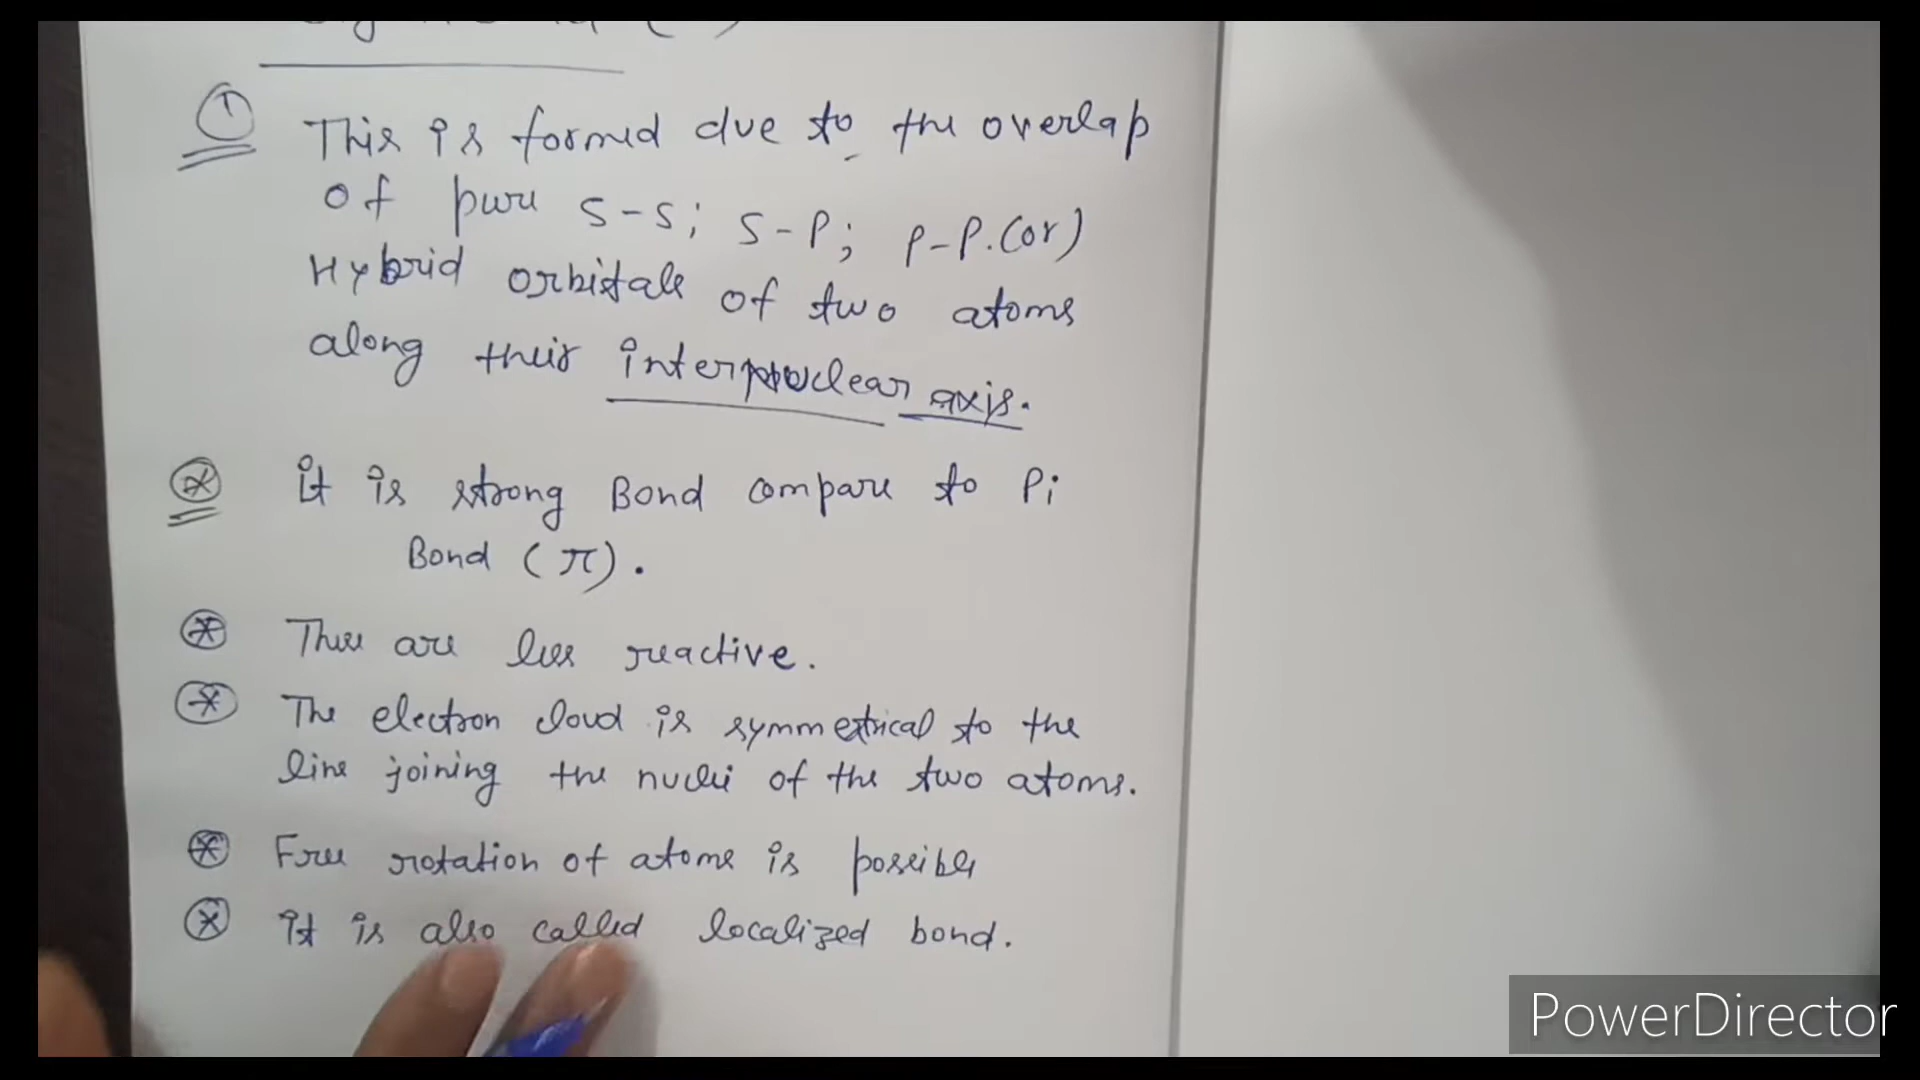 ①
This is formed due to the overlap
of pure s-s; s-p; p-p.(or)
Hybrid orbitals of two atoms
along their internuclear axis.
it is strong Bond compare to Pi
Bond (π).
These are less reactive.
The electron cloud is symmetrical to the
line joining the nuclei of the two atoms.
Free rotation of atoms is possible
it is also called localized bond.
PowerDirector